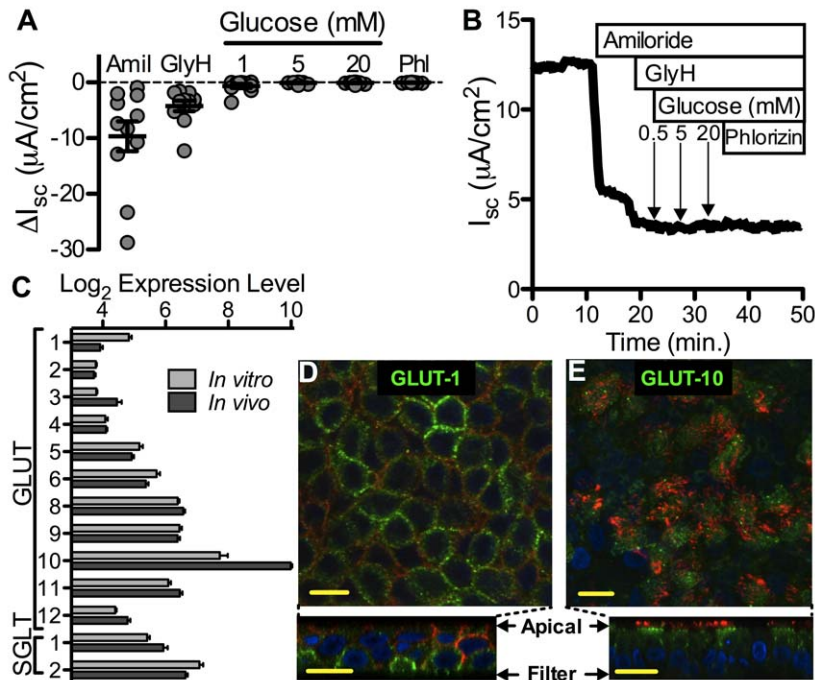 A
Glucose (mM)
Amil GlyH 1 5 20 Phl
0
-10
-20
-30
ΔIsc (μA/cm²)
B
15
10
5
0
Isc (μA/cm²)
Amiloride
GlyH
Glucose (mM)
0.5 5 20
Phlorizin
0 10 20 30 40 50
Time (min.)
C
Log₂ Expression Level
4 6 8 10
GLUT
1
2
3
4
5
6
8
9
10
11
12
SGLT
1
2
In vitro
In vivo
D
GLUT-1
E
GLUT-10
Apical
Filter